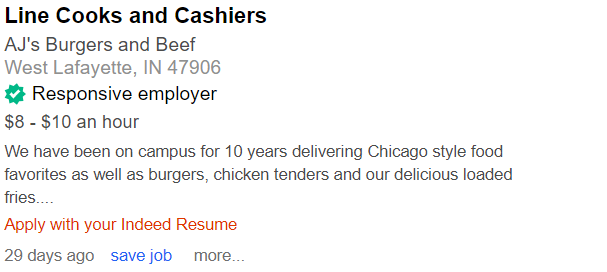 Line Cooks and Cashiers
AJ's Burgers and Beef
West Lafayette, IN 47906
Responsive employer
$8 - $10 an hour
We have been on campus for 10 years delivering Chicago style food
favorites as well as burgers, chicken tenders and our delicious loaded
fries....
Apply with your Indeed Resume
29 days ago save job more...